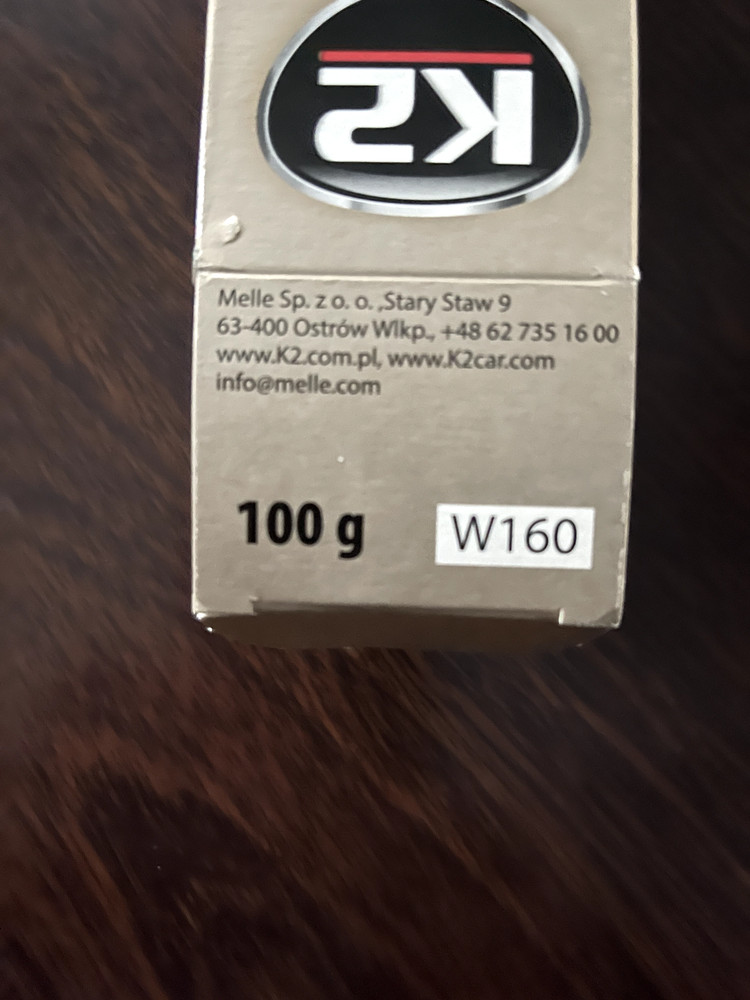 K2
Melle Sp. z o. o. ,Stary Staw 9
63-400 Ostrów Wlkp., +48 62 735 16 00
www.K2.com.pl, www.K2car.com
info@melle.com
100 g
W160